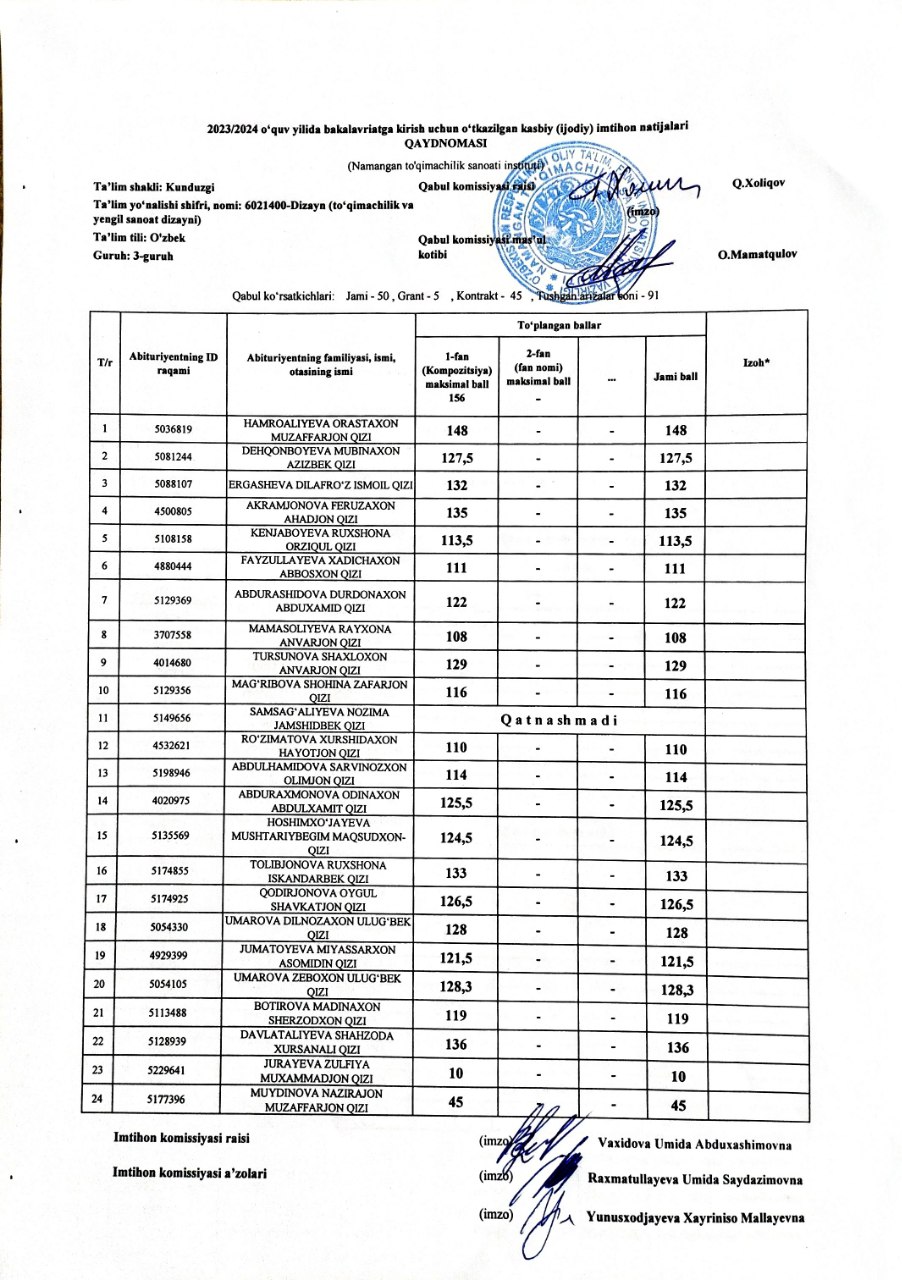 2023/2024 o‘quv yilida bakalavriatga kirish uchun o‘tkazilgan kasbiy (ijodiy) imtihon natijalari
QAYDNOMASI
(Namangan to'qimachilik sanoati instituti)
Ta’lim shakli: Kunduzgi
Qabul komissiyasi raisi
Q.Xoliqov
(imzo)
Ta’lim yo‘nalishi shifri, nomi: 6021400-Dizayn (to‘qimachilik va
yengil sanoat dizayni)
Ta’lim tili: O‘zbek
Guruh: 3-guruh
Qabul komissiyasi mas'ul
kotibi
O.Mamatqulov
Qabul ko‘rsatkichlari: Jami - 50 , Grant - 5 , Kontrakt - 45 , Tushgan arizalar soni - 91
T/r
Abituriyentning ID
raqami
Abituriyentning familiyasi, ismi,
otasining ismi
To‘plangan ballar
1-fan
(Kompozitsiya)
maksimal ball
156
2-fan
(fan nomi)
maksimal ball
-
...
Jami ball
Izoh*
1 5036819 HAMROALIYEVA ORASTAXON
MUZAFFARJON QIZI 148 - - 148
2 5081244 DEHQONBOYEVA MUBINAXON
AZIZBEK QIZI 127,5 - - 127,5
3 5088107 ERGASHEVA DILAFRO‘Z ISMOIL QIZI 132 - - 132
4 4500805 AKRAMJONOVA FERUZAXON
AHADJON QIZI 135 - - 135
5 5108158 KENJABOYEVA RUXSHONA
ORZIQUL QIZI 113,5 - - 113,5
6 4880444 FAYZULLAYEVA XADICHAXON
ABBOSXON QIZI 111 - - 111
7 5129369 ABDURASHIDOVA DURDONAXON
ABDUXAMID QIZI 122 - - 122
8 3707558 MAMASOLIYEVA RAYXONA
ANVARJON QIZI 108 - - 108
9 4014680 TURSUNOVA SHAXLOXON
ANVARJON QIZI 129 - - 129
10 5129356 MAG‘RIBOVA SHOHINA ZAFARJON
QIZI 116 - - 116
11 5149656 SAMSAG‘ALIYEVA NOZIMA
JAMSHIDBEK QIZI Qatnashmadi
12 4532621 RO‘ZIMATOVA XURSHIDAXON
HAYOTJON QIZI 110 - - 110
13 5198946 ABDULHAMIDOVA SARVINOZXON
OLIMJON QIZI 114 - - 114
14 4020975 ABDURAXMONOVA ODINAXON
ABDULXAMIT QIZI 125,5 - - 125,5
15 5135569 HOSHIMXO‘JAYEVA
MUSHTARIYBEGIM MAQSUDXON-
QIZI 124,5 - - 124,5
16 5174855 TOLIBJONOVA RUXSHONA
ISKANDARBEK QIZI 133 - - 133
17 5174925 QODIRJONOVA OYGUL
SHAVKATJON QIZI 126,5 - - 126,5
18 5054330 UMAROVA DILNOZAXON ULUG‘BEK
QIZI 128 - - 128
19 4929399 JUMATOYEVA MIYASSARXON
ASOMIDIN QIZI 121,5 - - 121,5
20 5054105 UMAROVA ZEBOXON ULUG‘BEK
QIZI 128,3 - - 128,3
21 5113488 BOTIROVA MADINAXON
SHERZODXON QIZI 119 - - 119
22 5128939 DAVLATALIYEVA SHAHZODA
XURSANALI QIZI 136 - - 136
23 5229641 JURAYEVA ZULFIYA
MUXAMMADJON QIZI 10 - - 10
24 5177396 MUYDINOVA NAZIRAJON
MUZAFFARJON QIZI 45 - 45
Imtihon komissiyasi raisi (imzo) Vaxidova Umida Abduxashimovna
Imtihon komissiyasi a’zolari (imzo) Raxmatullayeva Umida Saydazimovna
(imzo) Yunusxodjayeva Xayriniso Mallayevna